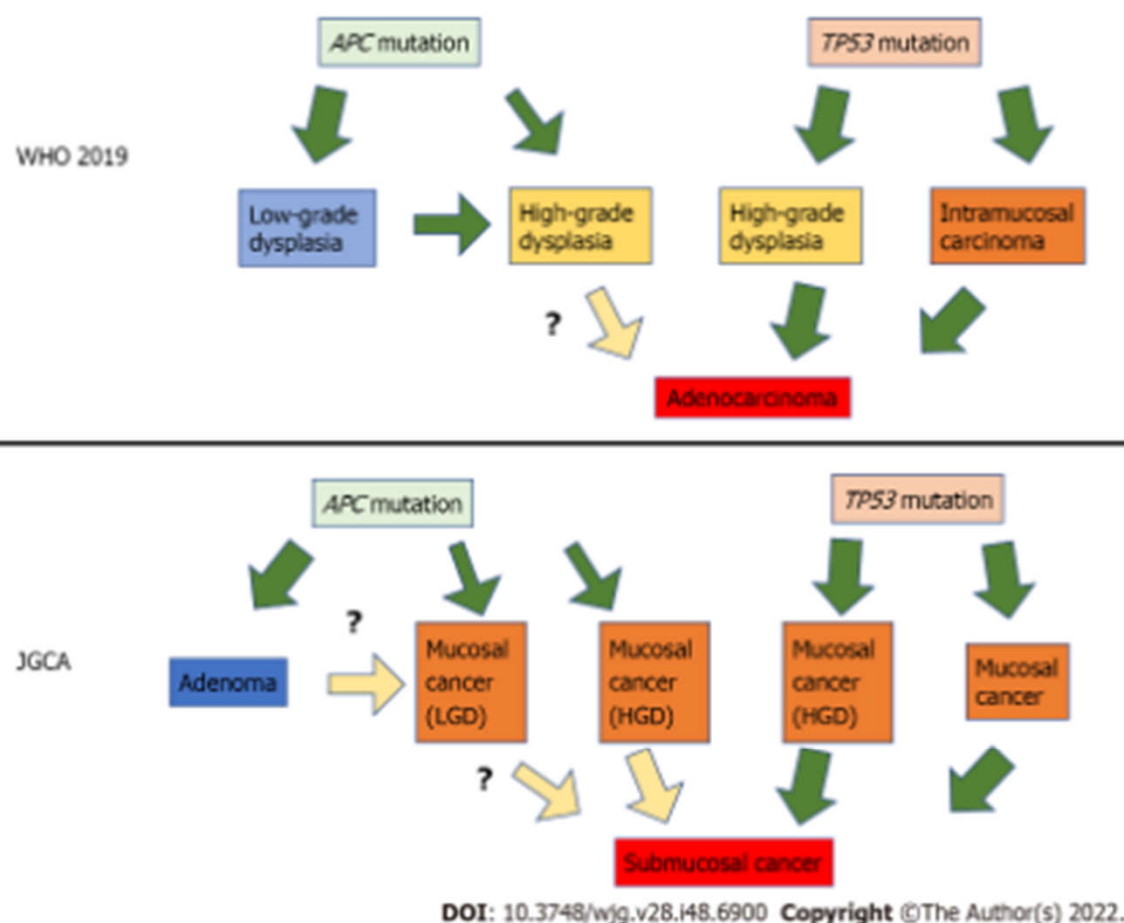 APC mutation
TP53 mutation
WHO 2019
Low-grade
dysplasia
High-grade
dysplasia
High-grade
dysplasia
Intramucosal
carcinoma
?
Adenocarcinoma
APC mutation
TP53 mutation
?
JGCA
Adenoma
Mucosal
cancer
(LGD)
Mucosal
cancer
(HGD)
Mucosal
cancer
(HGD)
Mucosal
cancer
?
Submucosal cancer
DOI: 10.3748/wjg.v28.i48.6900 Copyright ©The Author(s) 2022.